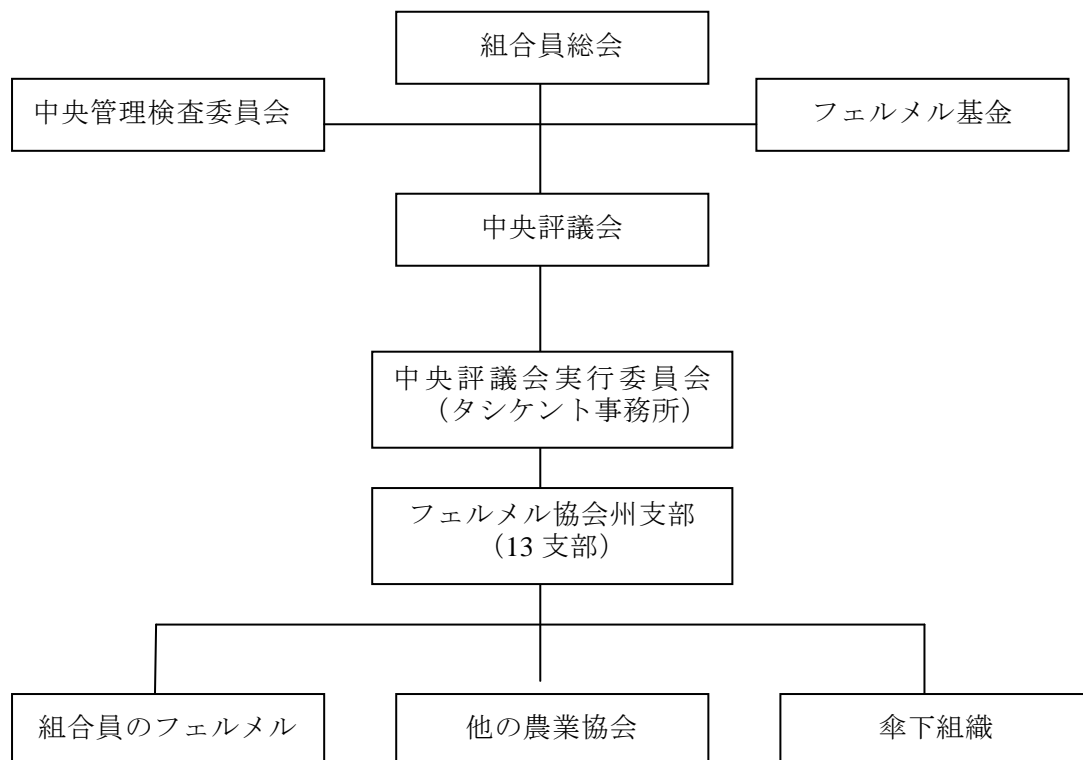 組合員総会
中央管理検査委員会
フェルメル基金
中央評議会
中央評議会実行委員会
（タシケント事務所）
フェルメル協会州支部
（13 支部）
組合員のフェルメル
他の農業協会
傘下組織